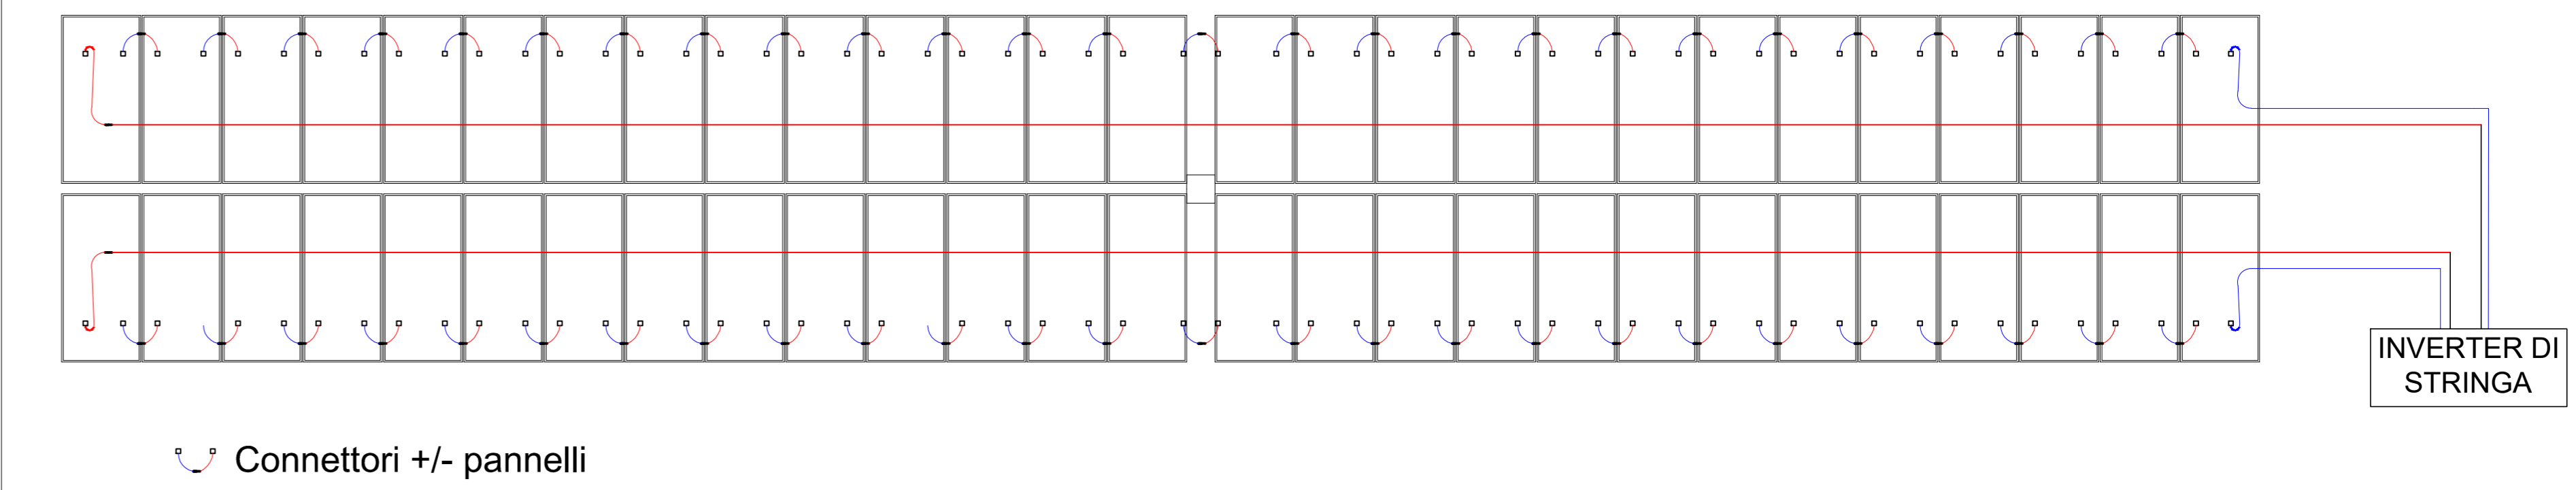 INVERTER DI
STRINGA
Connettori +/- pannelli